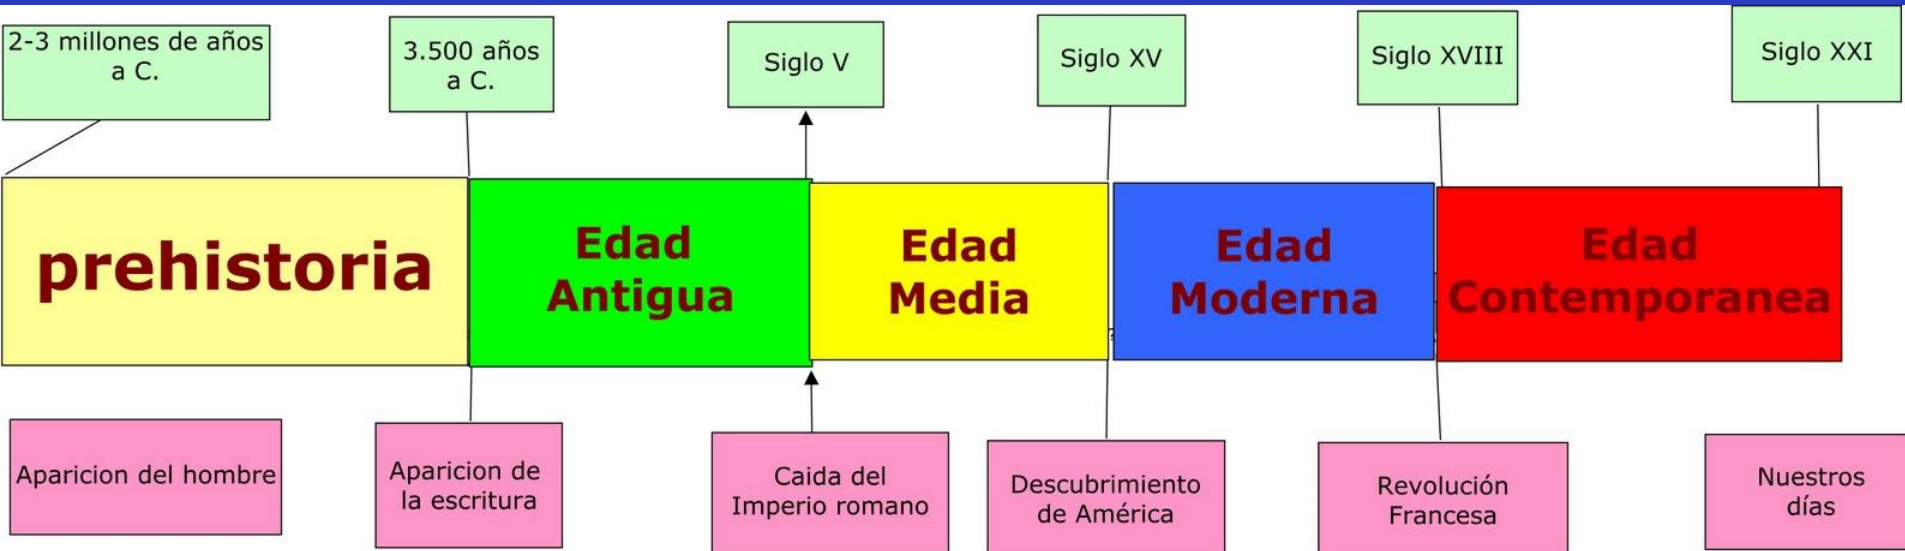 2-3 millones de años
a C.
3.500 años
a C.
Siglo V
Siglo XV
Siglo XVIII
Siglo XXI
prehistoria
Edad
Antigua
Edad
Media
Edad
Moderna
Edad
Contemporanea
?
Aparicion del hombre
Aparicion de
la escritura
Caida del
Imperio romano
Descubrimiento
de América
Revolución
Francesa
Nuestros
días